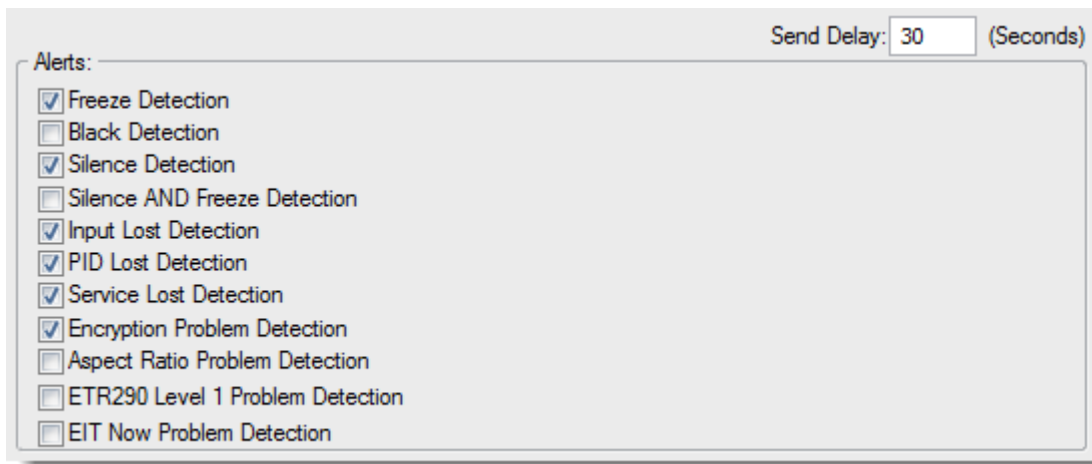 Send Delay: 30 (Seconds)
Alerts:
Freeze Detection
Black Detection
Silence Detection
Silence AND Freeze Detection
Input Lost Detection
PID Lost Detection
Service Lost Detection
Encryption Problem Detection
Aspect Ratio Problem Detection
ETR290 Level 1 Problem Detection
EIT Now Problem Detection